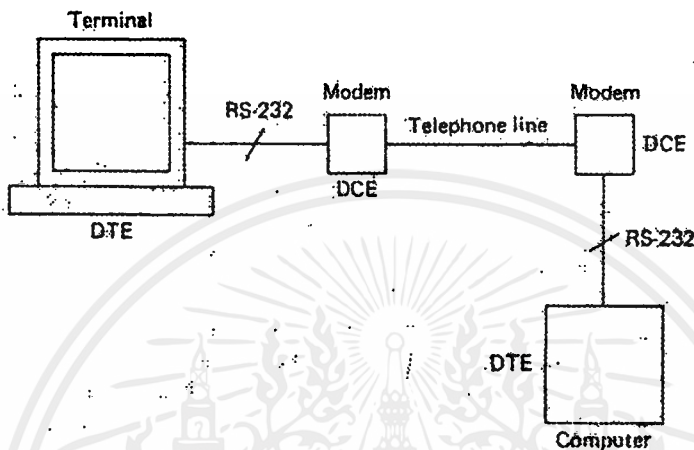 Terminal
Modem
Modem
RS-232
Telephone line
DCE
DCE
DTE
RS-232
DTE
Computer